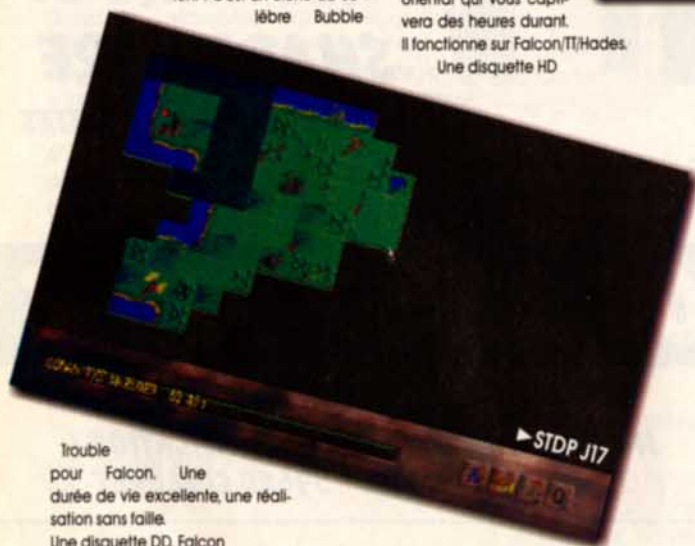 lèbre Bubble
Trouble
pour Falcon. Une
durée de vie excellente, une réali-
sation sans faille.
Une disquette DD. Falcon
vera des heures durant.
Il fonctionne sur Falcon/TT/Hades.
Une disquette HD
►STDP J17